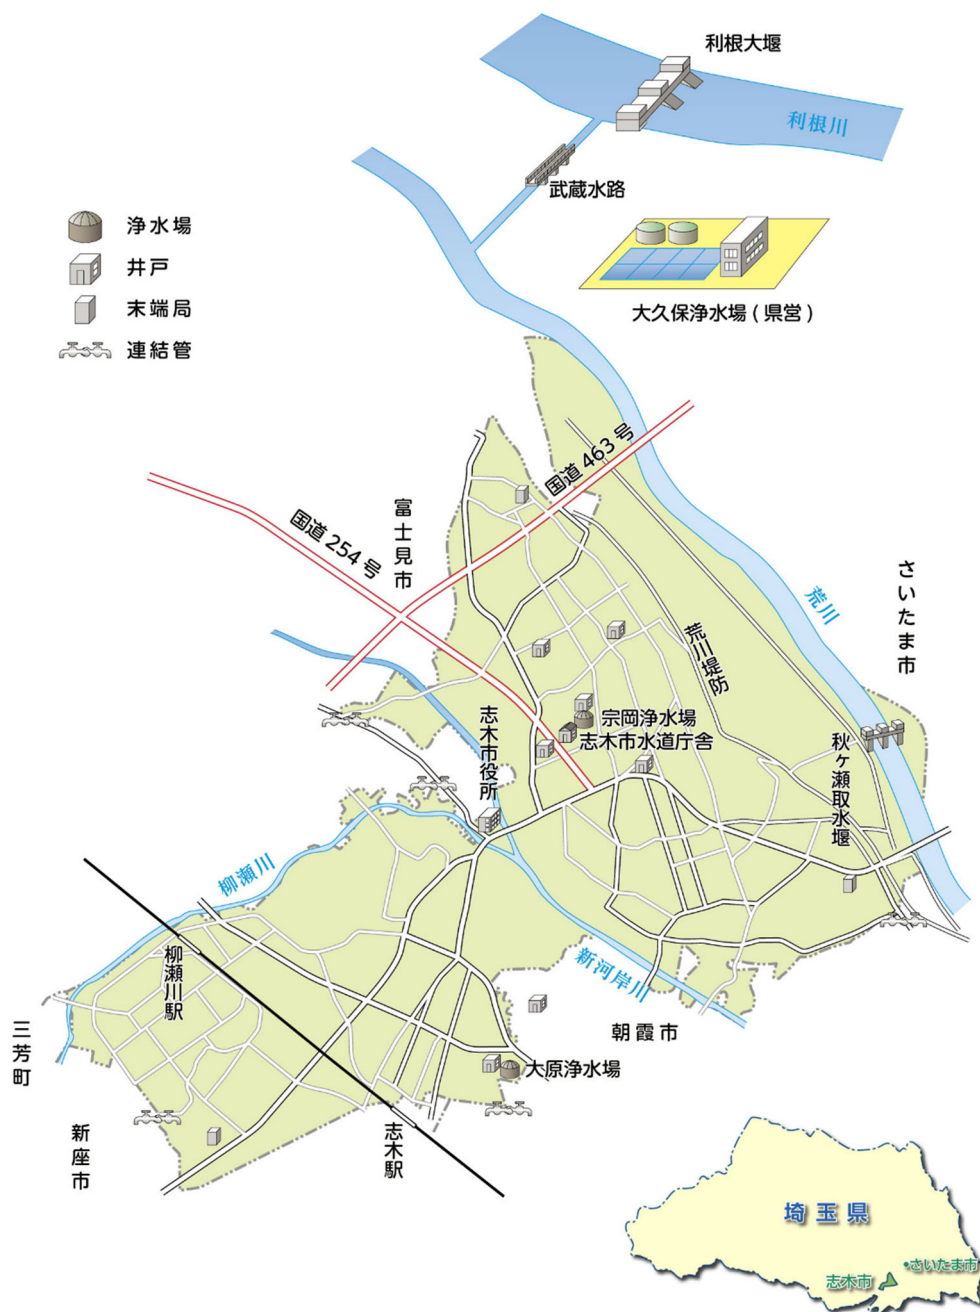 利根大堰
利根川
武蔵水路
浄水場
井戸
末端局
連結管
大久保浄水場（県営）
国道463号
国道254号
富士見市
さいたま市
荒川
荒川堤防
宗岡浄水場
志木市水道庁舎
志木市役所
秋ヶ瀬取水堰
柳瀬川
柳瀬川駅
新河岸川
朝霞市
三芳町
大原浄水場
新座市
志木駅
埼玉県
さいたま市
志木市